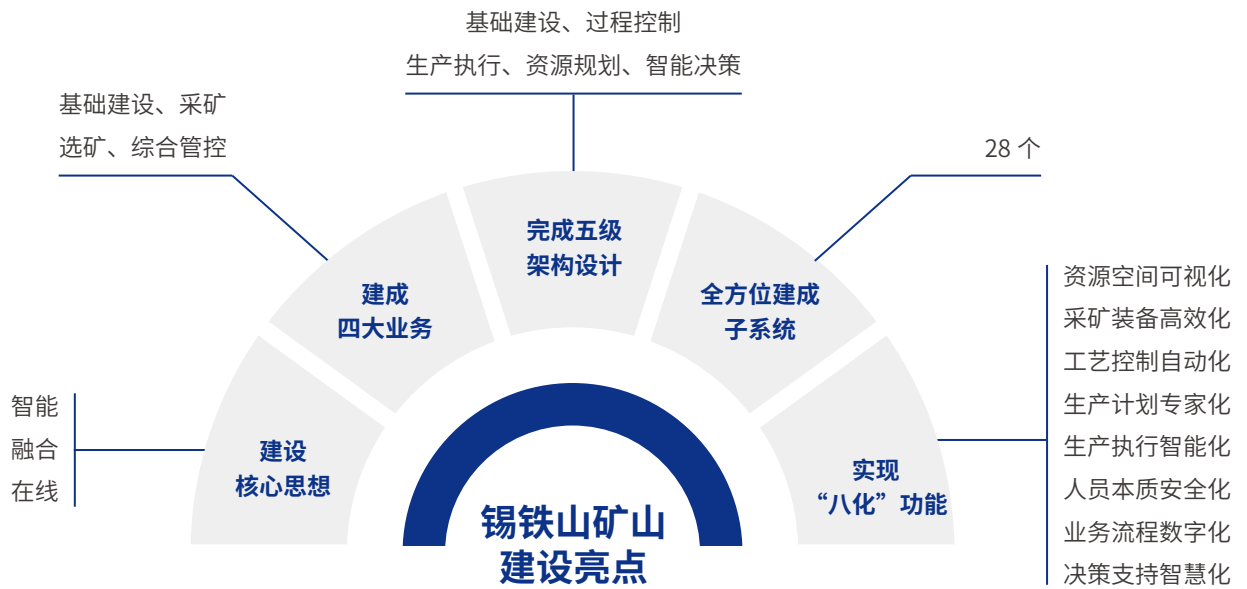 基础建设、过程控制
生产执行、资源规划、智能决策
基础建设、采矿
选矿、综合管控
28 个
完成五级
架构设计
建成
四大业务
全方位建成
子系统
资源空间可视化
采矿装备高效化
工艺控制自动化
生产计划专家化
生产执行智能化
人员本质安全化
业务流程数字化
决策支持智慧化
智能
融合
在线
建设
核心思想
实现
“八化”功能
锡铁山矿山
建设亮点